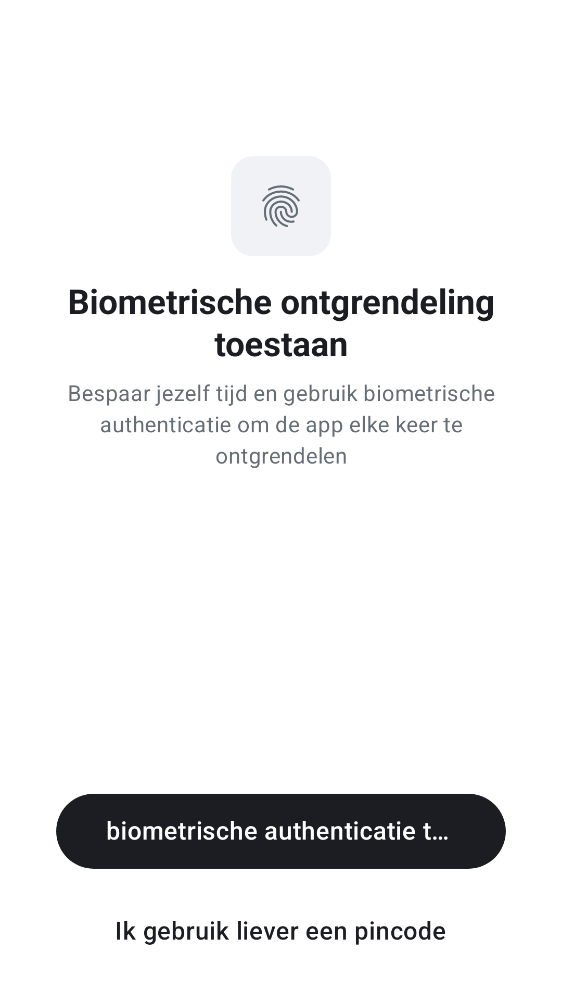 Biometrische ontgrendeling
toestaan
Bespaar jezelf tijd en gebruik biometrische
authenticatie om de app elke keer te
ontgrendelen
biometrische authenticatie t...
Ik gebruik liever een pincode